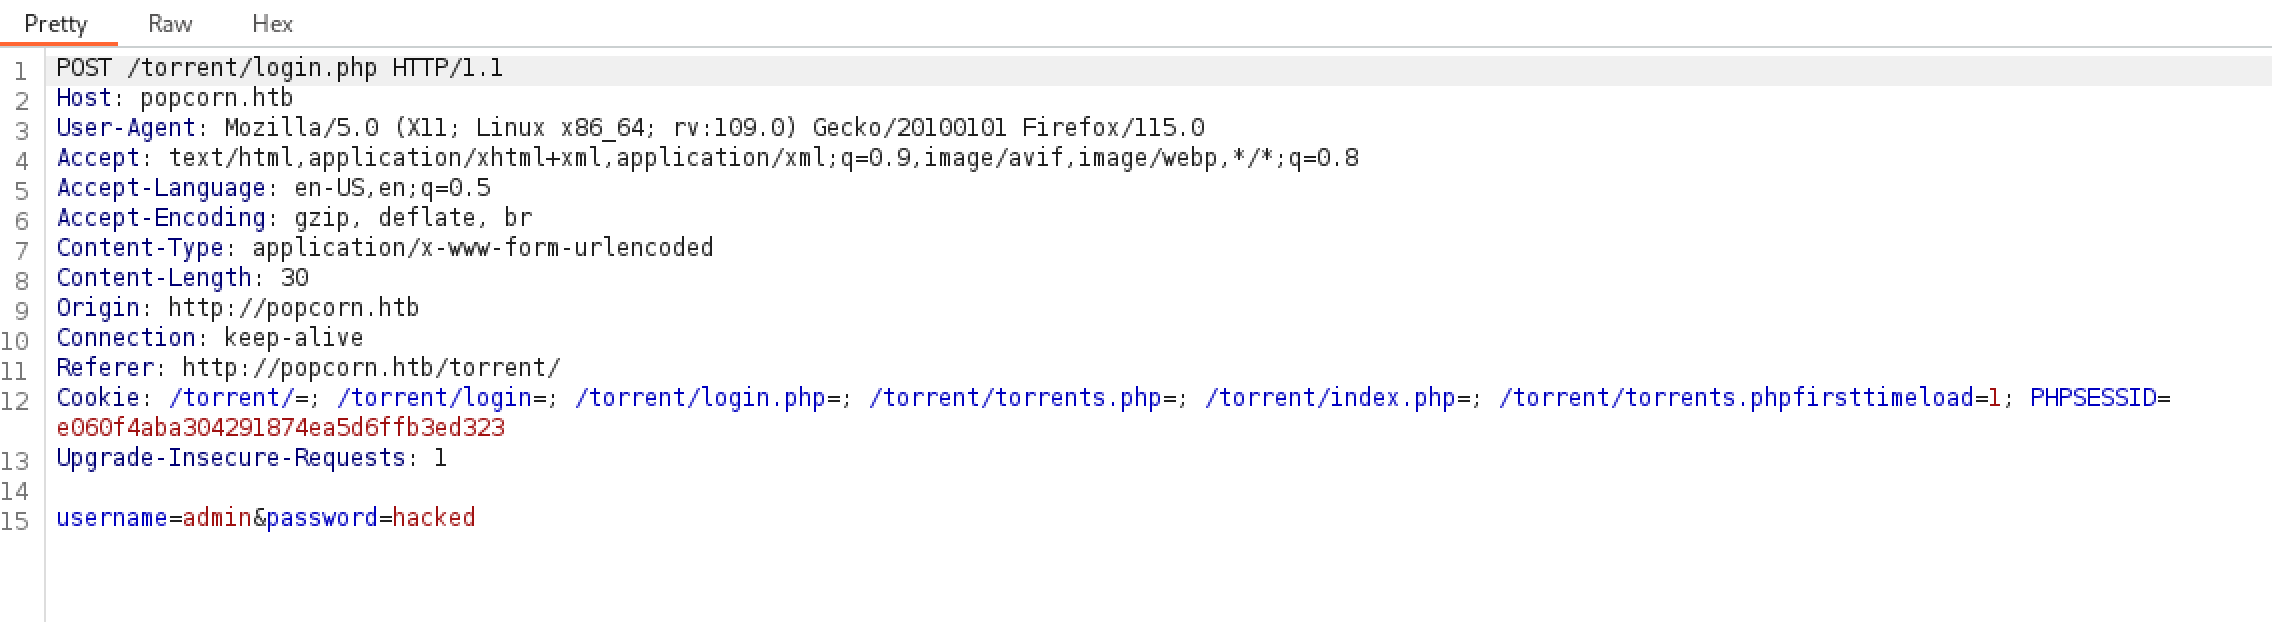 Pretty Raw Hex
1 POST /torrent/login.php HTTP/1.1
2 Host: popcorn.htb
3 User-Agent: Mozilla/5.0 (X11; Linux x86_64; rv:109.0) Gecko/20100101 Firefox/115.0
4 Accept: text/html,application/xhtml+xml,application/xml;q=0.9,image/avif,image/webp,*/*;q=0.8
5 Accept-Language: en-US,en;q=0.5
6 Accept-Encoding: gzip, deflate, br
7 Content-Type: application/x-www-form-urlencoded
8 Content-Length: 30
9 Origin: http://popcorn.htb
10 Connection: keep-alive
11 Referer: http://popcorn.htb/torrent/
12 Cookie: /torrent/=; /torrent/login=; /torrent/login.php=; /torrent/torrents.php=; /torrent/index.php=; /torrent/torrents.phpfirsttimeload=1; PHPSESSID=
e060f4aba304291874ea5d6ffb3ed323
13 Upgrade-Insecure-Requests: 1
14
15 username=admin&password=hacked